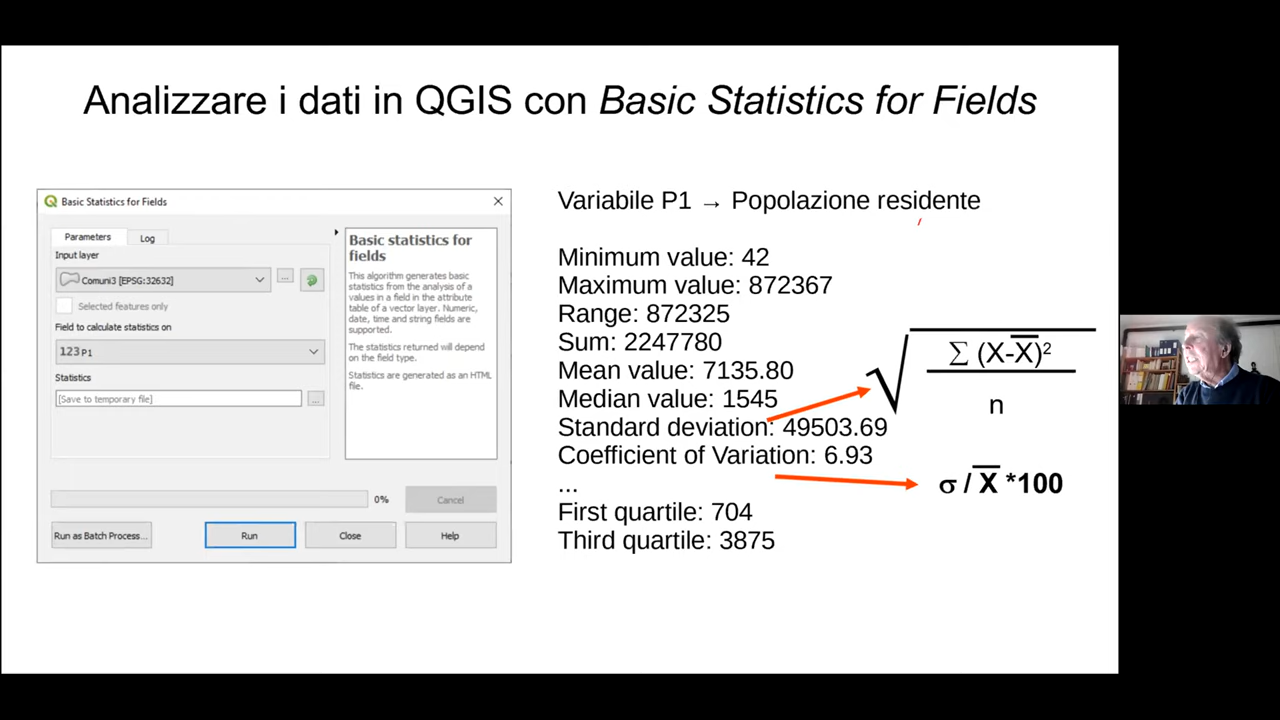 Analizzare i dati in QGIS con Basic Statistics for Fields
Basic Statistics for Fields
Parameters
Log
Input layer
Comuni3 [EPSG:32632]
...
Selected features only
Field to calculate statistics on
123 P1
Statistics
[Save to temporary file]
...
Basic statistics for
fields
This algorithm generates basic
statistics from the analysis of a
values in a field in the attribute
table of a vector layer. Numeric,
date, time and string fields are
supported.
The statistics returned will depend
on the field type.
Statistics are generated as an HTML
file.
0%
Cancel
Run as Batch Process...
Run
Close
Help
Variabile P1 → Popolazione residente
Minimum value: 42
Maximum value: 872367
Range: 872325
Sum: 2247780
Mean value: 7135.80
Median value: 1545
Standard deviation: 49503.69
Coefficient of Variation: 6.93
...
First quartile: 704
Third quartile: 3875
√ ∑ (X-X̅)²
n
σ / X̅ *100